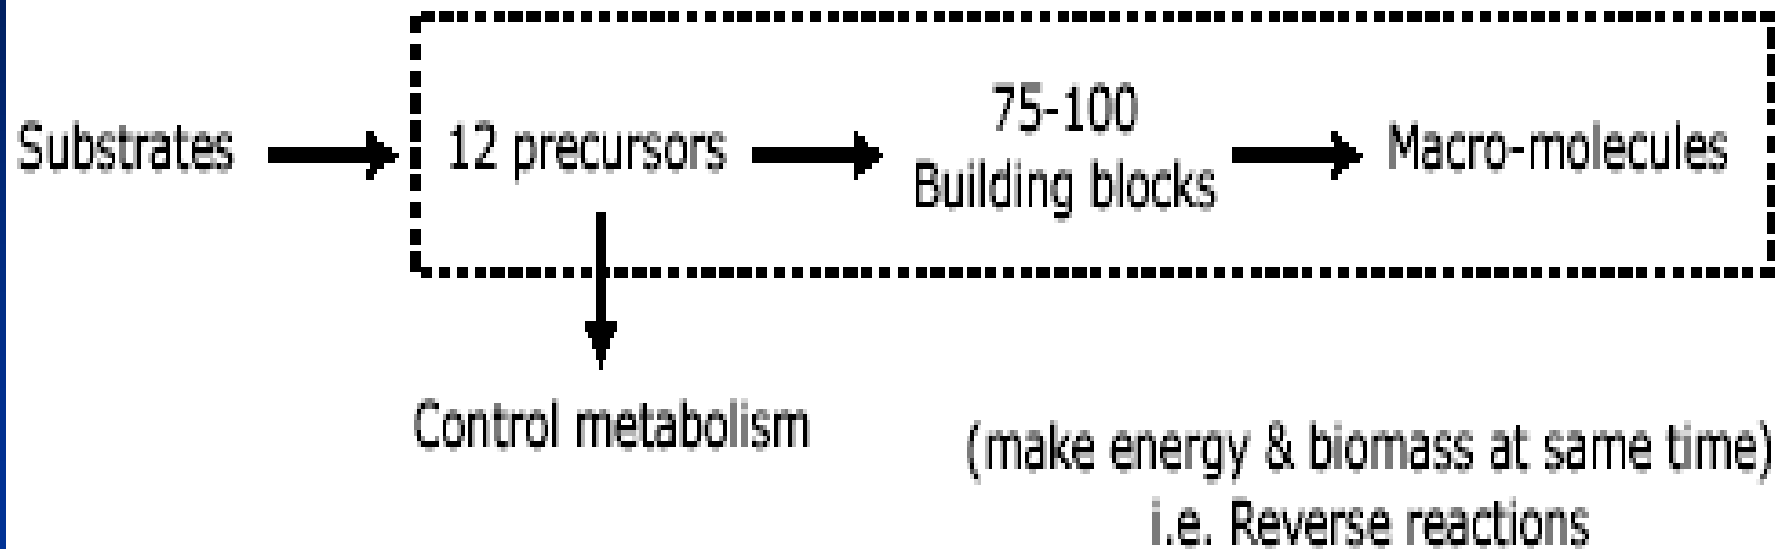 Substrates
12 precursors
75-100
Building blocks
Macro-molecules
Control metabolism
(make energy & biomass at same time)
i.e. Reverse reactions